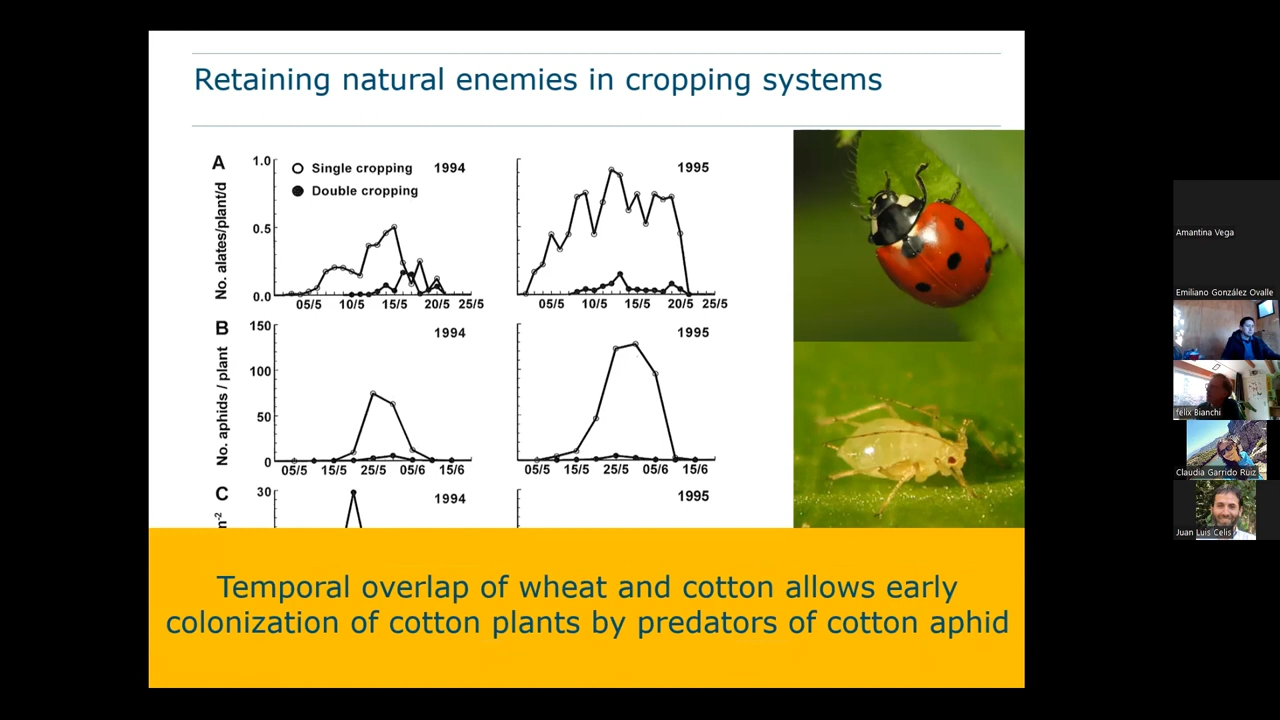 Retaining natural enemies in cropping systems
A
1.0
Single cropping
1994
Double cropping
0.5
0.0
No. alates/plant/d
05/5 10/5 15/5 20/5 25/5
1995
05/5 10/5 15/5 20/5 25/5
B
150
1994
100
50
0
No. aphids / plant
05/5 15/5 25/5 05/6 15/6
1995
05/5 15/5 25/5 05/6 15/6
C
30
1994
m-2
1995
Temporal overlap of wheat and cotton allows early
colonization of cotton plants by predators of cotton aphid
Amantina Vega
Emiliano González Ovalle
felix Bianchi
Claudia Garrido Ruiz
Juan Luis Celis